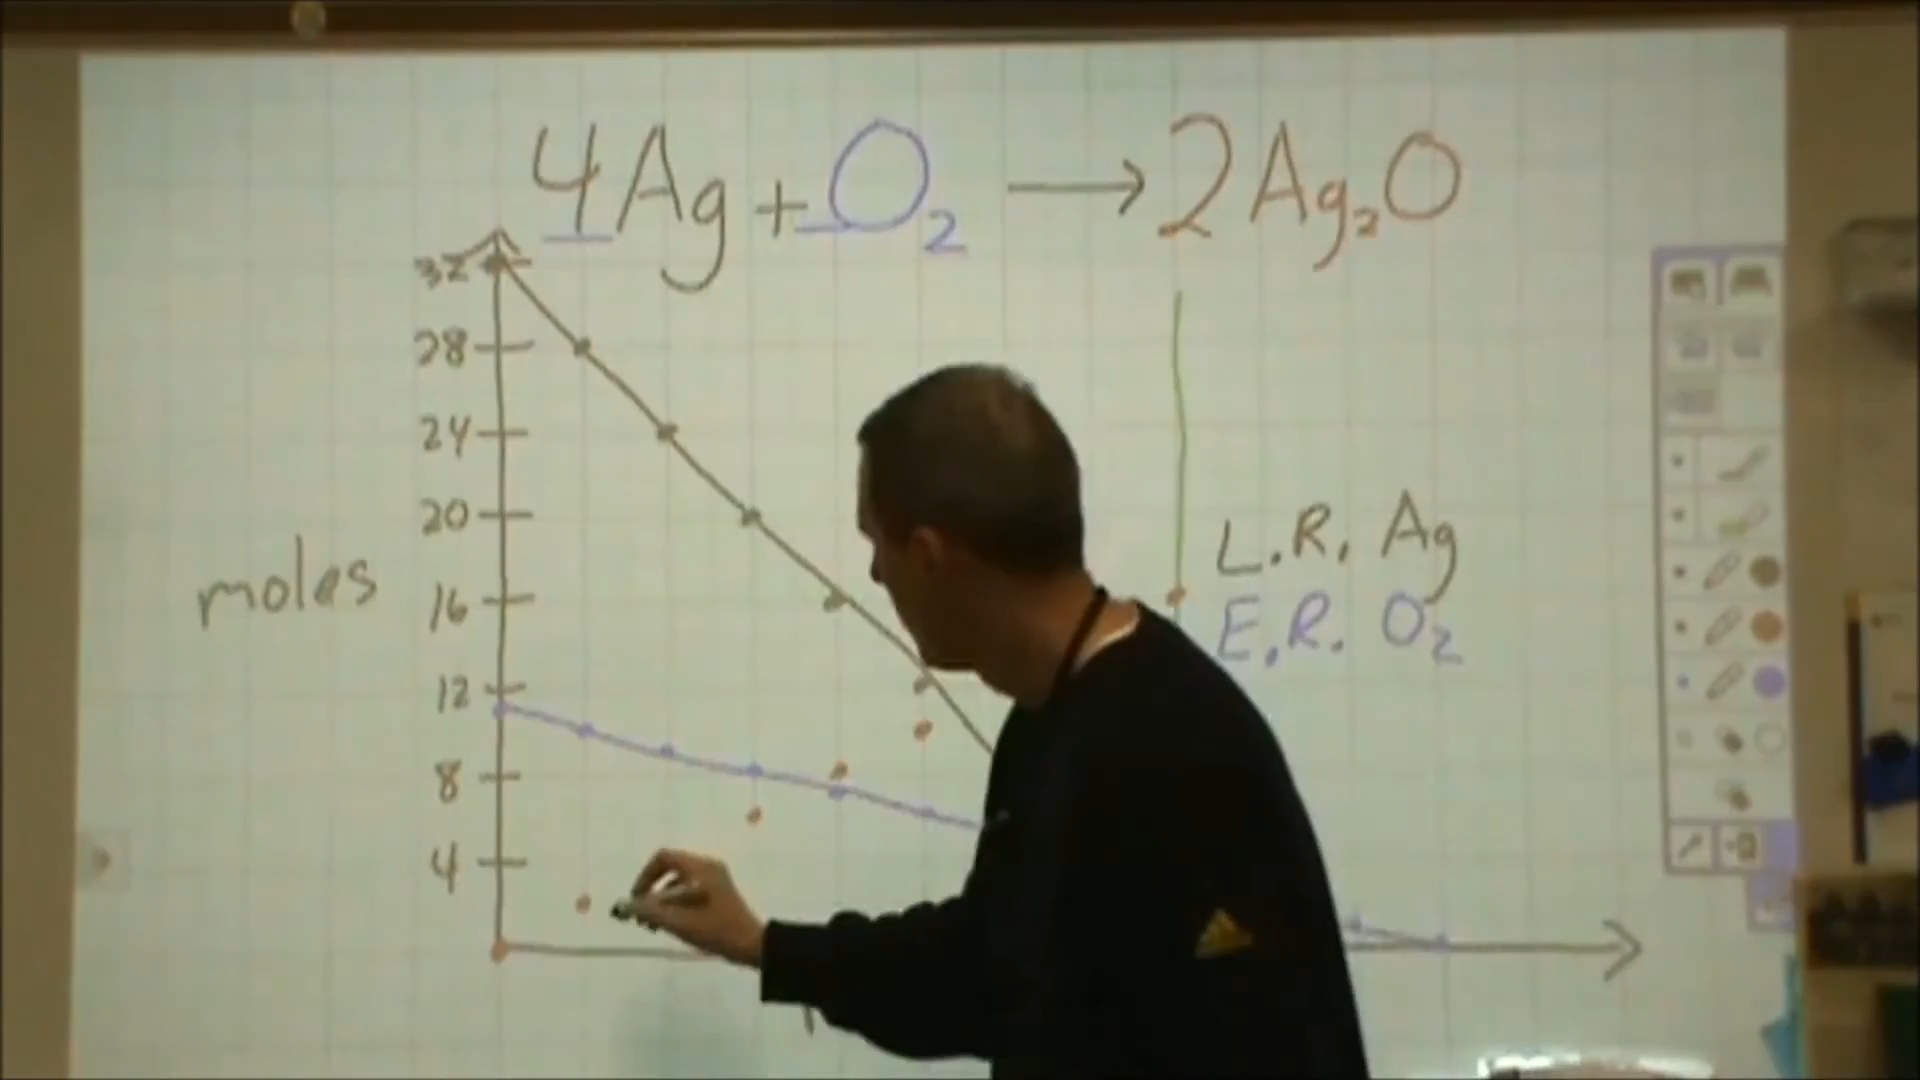 4Ag + O₂ → 2Ag₂O
32
28
24
20
16
12
8
4
moles
L.R. Ag
E.R. O₂